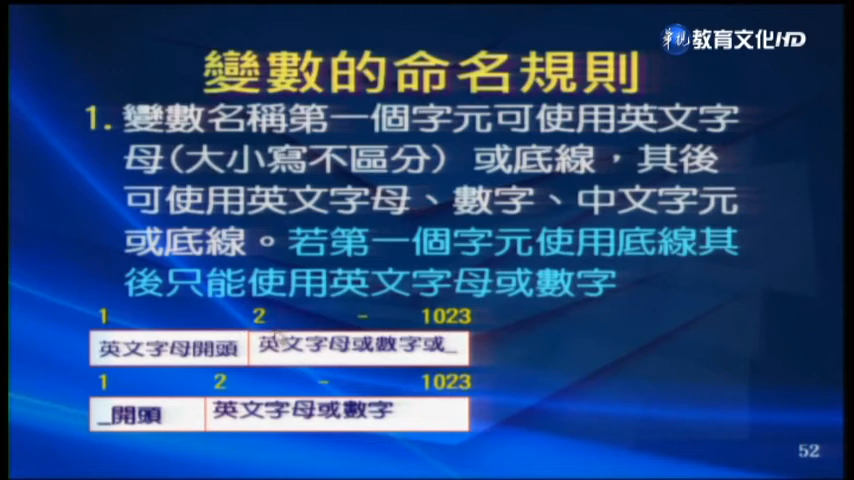 華視 教育文化HD
變數的命名規則
1. 變數名稱第一個字元可使用英文字
母(大小寫不區分) 或底線，其後
可使用英文字母、數字、中文字元
或底線。若第一個字元使用底線其
後只能使用英文字母或數字
1 2 - 1023
英文字母開頭 英文字母或數字或_
1 2 - 1023
_開頭 英文字母或數字
52